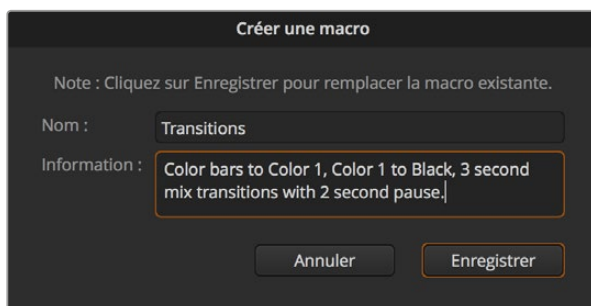 Créer une macro
Note : Cliquez sur Enregistrer pour remplacer la macro existante.
Nom : Transitions
Information : Color bars to Color 1, Color 1 to Black, 3 second
mix transitions with 2 second pause.
Annuler Enregistrer